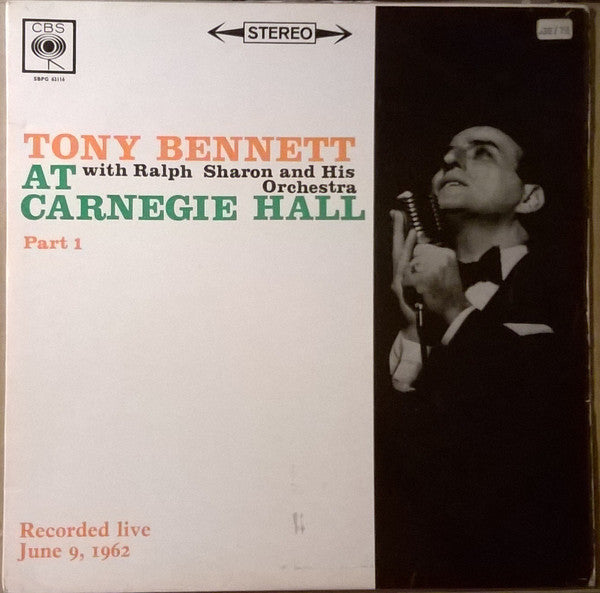 CBS
SBPG 63114
STEREO
TONY BENNETT
AT with Ralph Sharon and His
Orchestra
CARNEGIE HALL
Part 1
Recorded live
June 9, 1962